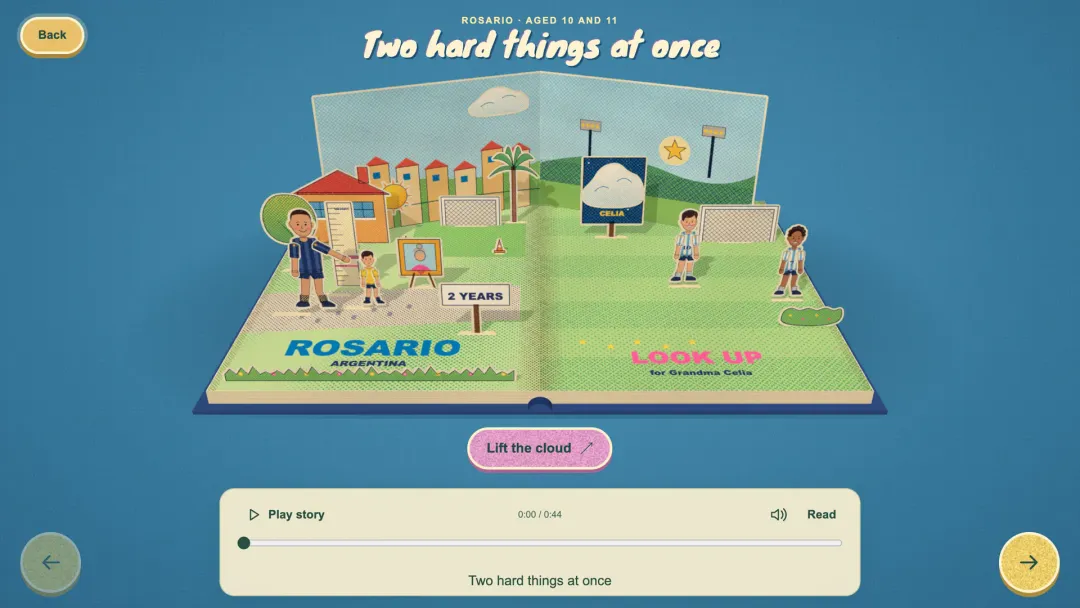 Back
ROSARIO · AGED 10 AND 11
Two hard things at once
CELIA
2 YEARS
ROSARIO
ARGENTINA
LOOK UP
for Grandma Celia
Lift the cloud
Play story
0:00 / 0:44
Read
Two hard things at once